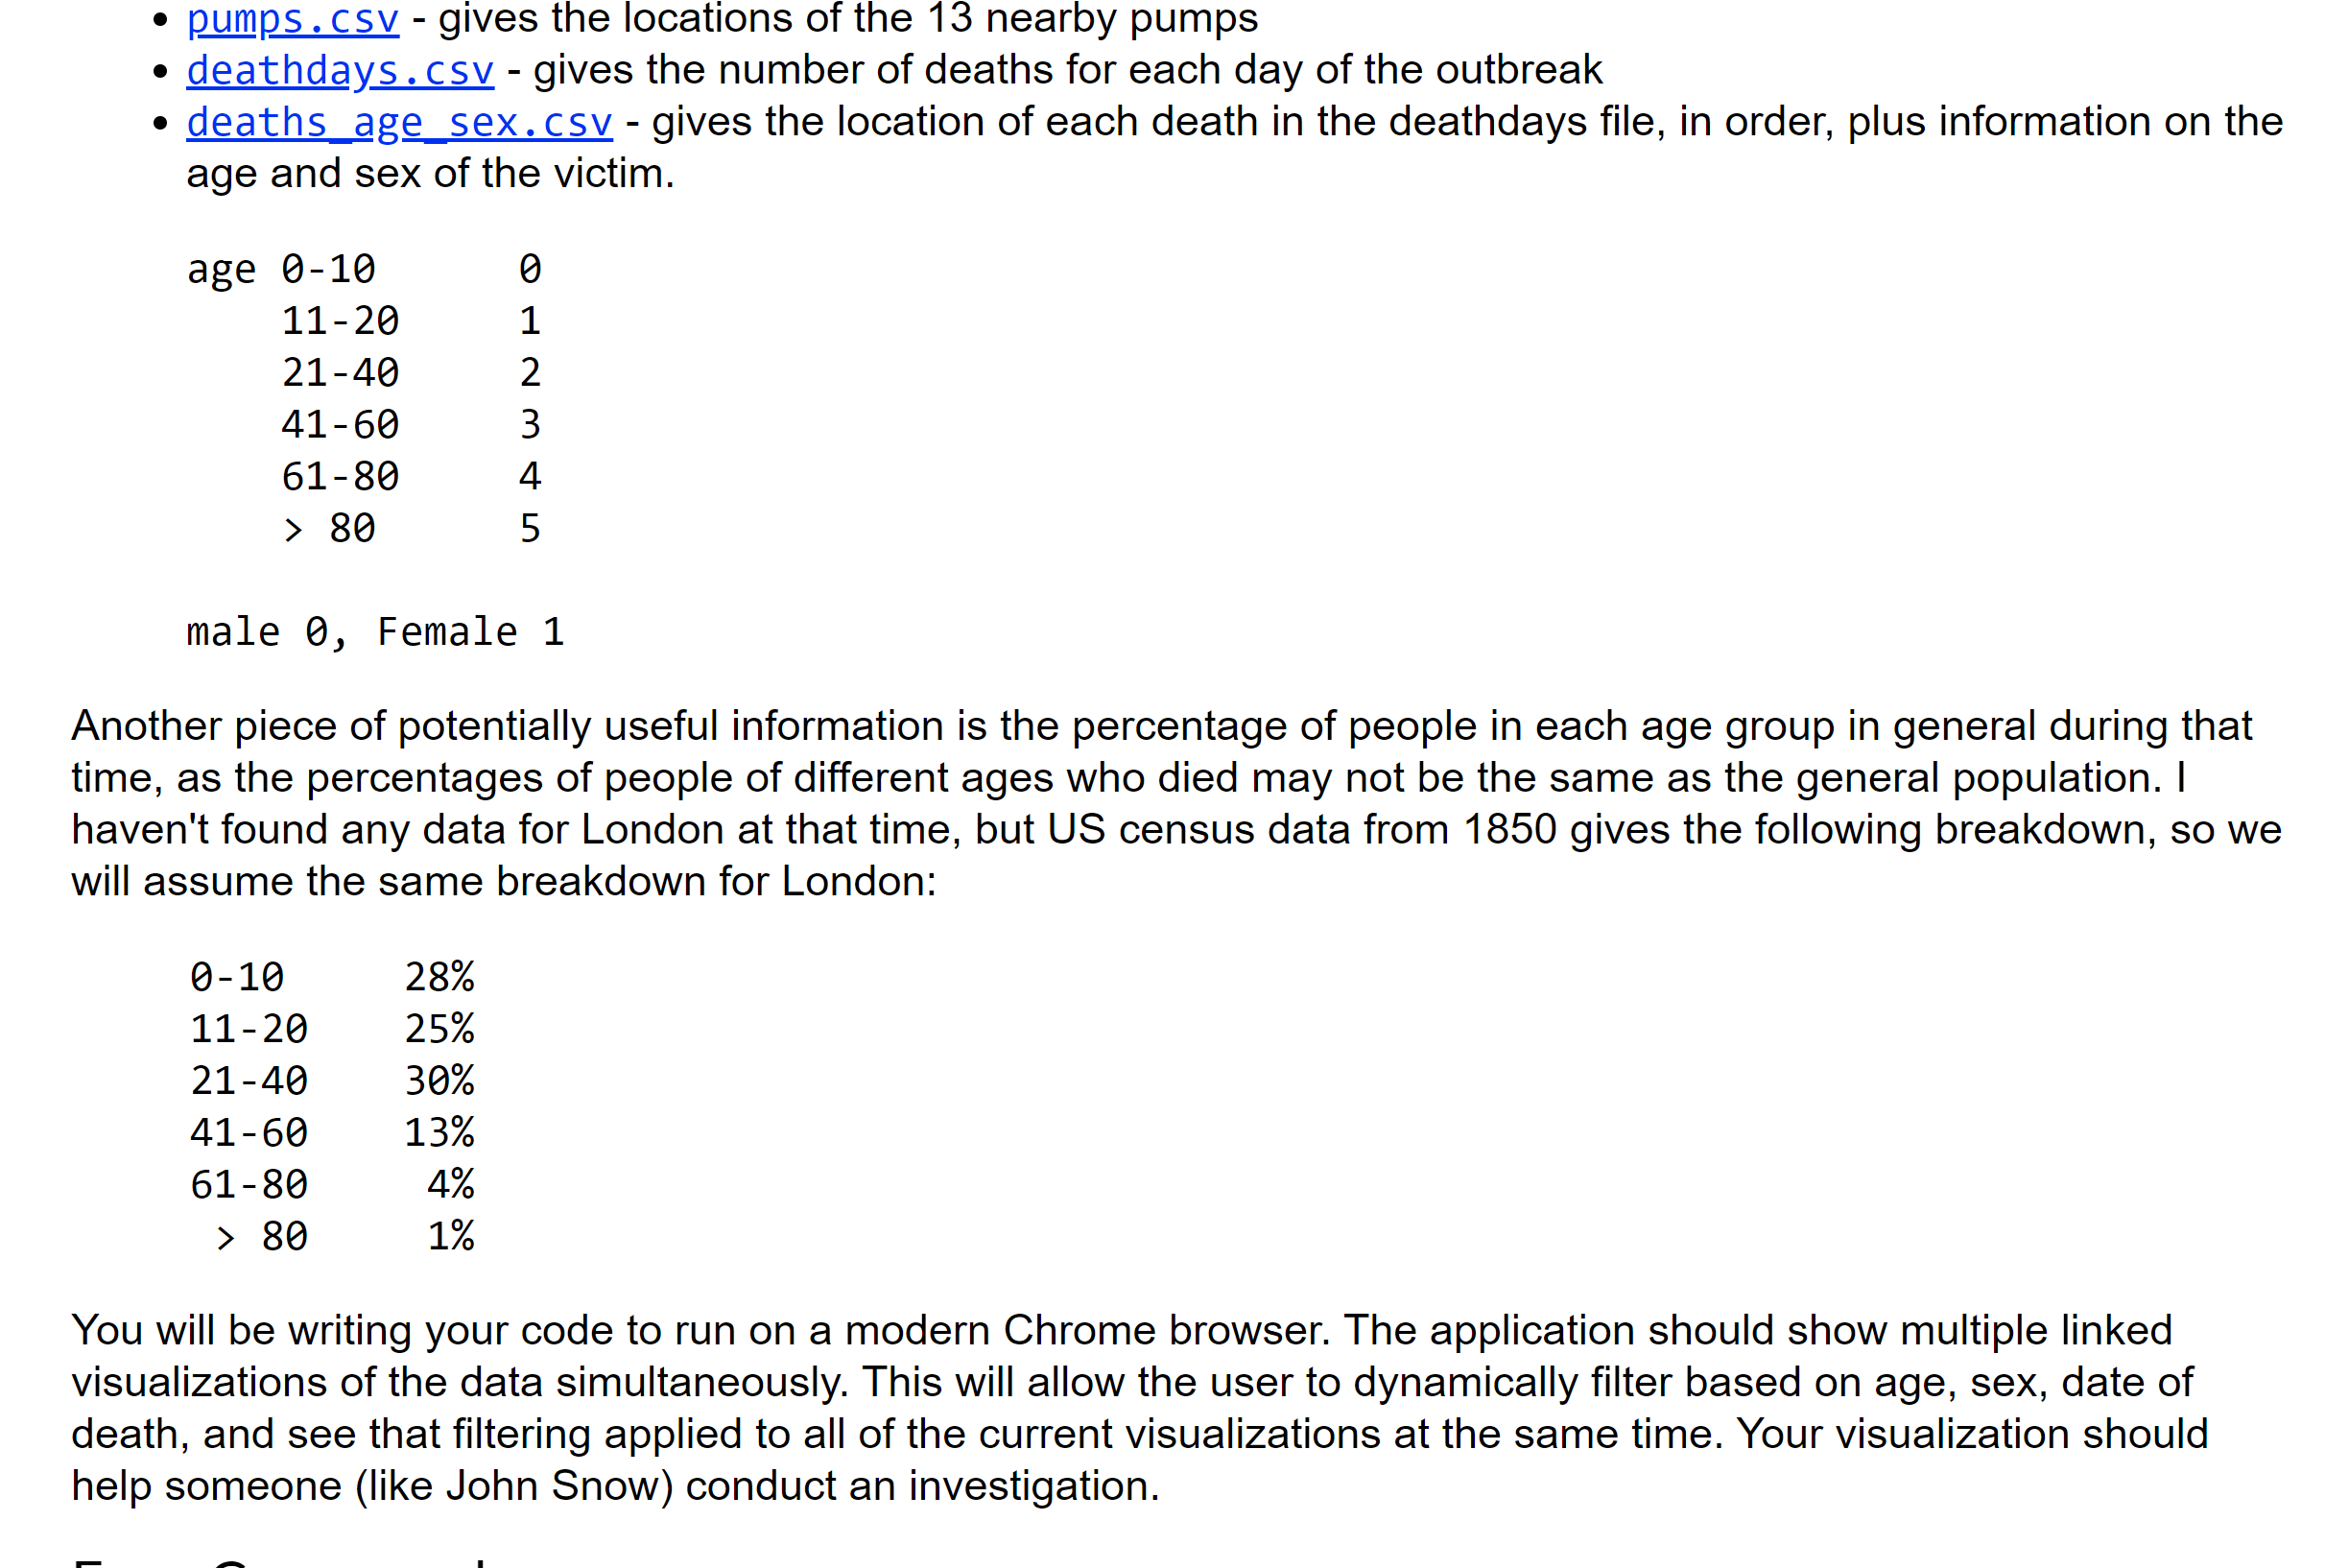 • pumps.csv - gives the locations of the 13 nearby pumps
• deathdays.csv - gives the number of deaths for each day of the outbreak
• deaths_age_sex.csv - gives the location of each death in the deathdays file, in order, plus information on the
age and sex of the victim.
age 0-10      0
    11-20     1
    21-40     2
    41-60     3
    61-80     4
    > 80      5
male 0, Female 1
Another piece of potentially useful information is the percentage of people in each age group in general during that
time, as the percentages of people of different ages who died may not be the same as the general population. I
haven't found any data for London at that time, but US census data from 1850 gives the following breakdown, so we
will assume the same breakdown for London:
0-10     28%
11-20    25%
21-40    30%
41-60    13%
61-80     4%
 > 80     1%
You will be writing your code to run on a modern Chrome browser. The application should show multiple linked
visualizations of the data simultaneously. This will allow the user to dynamically filter based on age, sex, date of
death, and see that filtering applied to all of the current visualizations at the same time. Your visualization should
help someone (like John Snow) conduct an investigation.